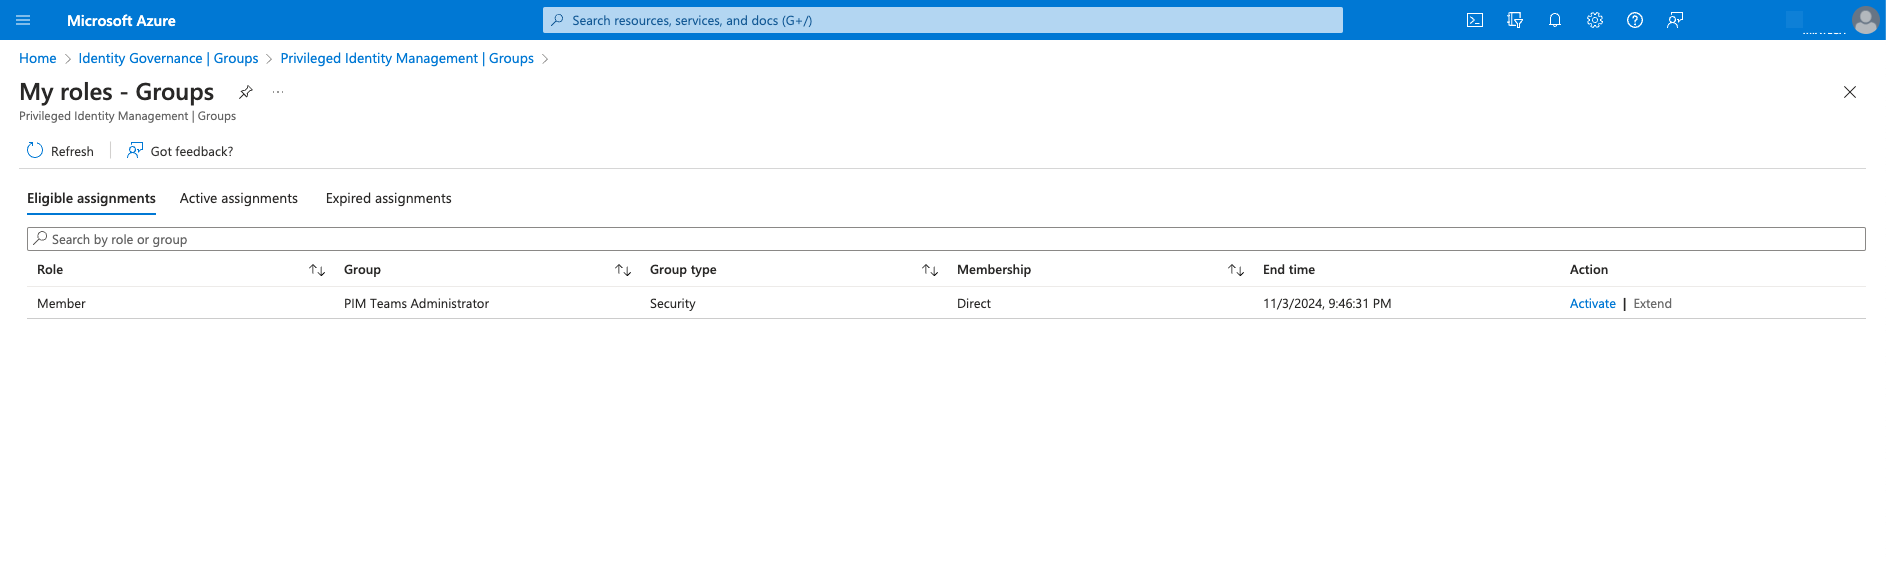 Microsoft Azure
Search resources, services, and docs (G+/)
Home > Identity Governance | Groups > Privileged Identity Management | Groups >
My roles - Groups
Privileged Identity Management | Groups
Refresh | Got feedback?
Eligible assignments Active assignments Expired assignments
Search by role or group
Role Group Group type Membership End time Action
Member PIM Teams Administrator Security Direct 11/3/2024, 9:46:31 PM Activate | Extend